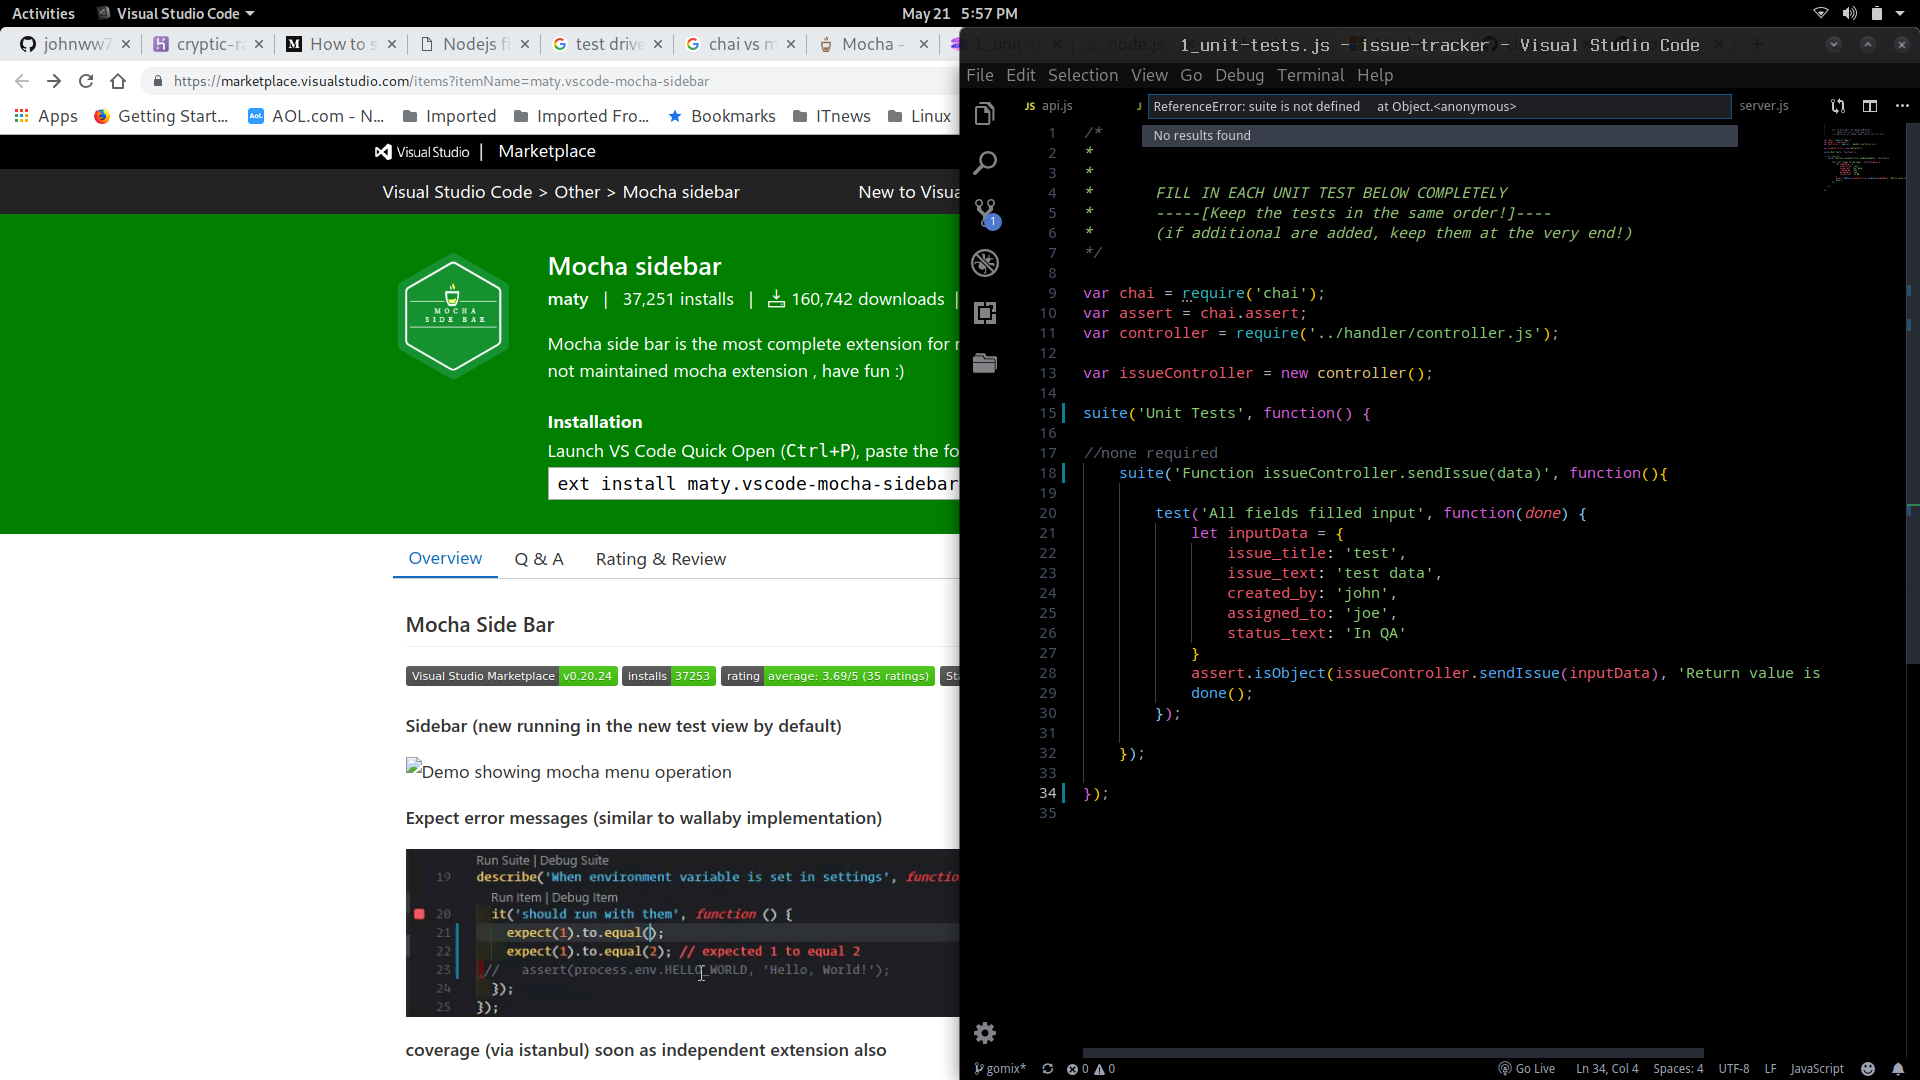 Activities
Visual Studio Code
May 21 5:57 PM
johnww7
cryptic-ra
How to s
Nodejs fi
test drive
chai vs m
Mocha -
https://marketplace.visualstudio.com/items?itemName=maty.vscode-mocha-sidebar
Apps
Getting Start...
AOL.com - N...
Imported
Imported Fro...
Bookmarks
ITnews
Linux
Visual Studio | Marketplace
Visual Studio Code > Other > Mocha sidebar
New to Visua
MOCHA
SIDE BAR
Mocha sidebar
maty | 37,251 installs | 160,742 downloads |
Mocha side bar is the most complete extension for
not maintained mocha extension , have fun :)
Installation
Launch VS Code Quick Open (Ctrl+P), paste the fo
ext install maty.vscode-mocha-sidebar
Overview
Q & A
Rating & Review
Mocha Side Bar
Visual Studio Marketplace v0.20.24
installs 37253
rating average: 3.69/5 (35 ratings)
Sta
Sidebar (new running in the new test view by default)
Demo showing mocha menu operation
Expect error messages (similar to wallaby implementation)
Run Suite | Debug Suite
19 describe('When environment variable is set in settings', functio
Run Item | Debug Item
20 it('should run with them', function () {
21 expect(1).to.equal();
22 expect(1).to.equal(2); // expected 1 to equal 2
23 // assert(process.env.HELLO_WORLD, 'Hello, World!');
24 });
25 });
coverage (via istanbul) soon as independent extension also
1_unit-tests.js - issue-tracker - Visual Studio Code
File Edit Selection View Go Debug Terminal Help
JS api.js
ReferenceError: suite is not defined at Object.<anonymous>
server.js
No results found
1 /*
2 *
3 *
4 * FILL IN EACH UNIT TEST BELOW COMPLETELY
5 * -----[Keep the tests in the same order!]----
6 * (if additional are added, keep them at the very end!)
7 */
8
9 var chai = require('chai');
10 var assert = chai.assert;
11 var controller = require('../handler/controller.js');
12
13 var issueController = new controller();
14
15 suite('Unit Tests', function() {
16
17 //none required
18 suite('Function issueController.sendIssue(data)', function(){
19
20 test('All fields filled input', function(done) {
21 let inputData = {
22 issue_title: 'test',
23 issue_text: 'test data',
24 created_by: 'john',
25 assigned_to: 'joe',
26 status_text: 'In QA'
27 }
28 assert.isObject(issueController.sendIssue(inputData), 'Return value is
29 done();
30 });
31
32 });
33
34 });
35
1
gomix*
0
0
Go Live
Ln 34, Col 4
Spaces: 4
UTF-8
LF
JavaScript